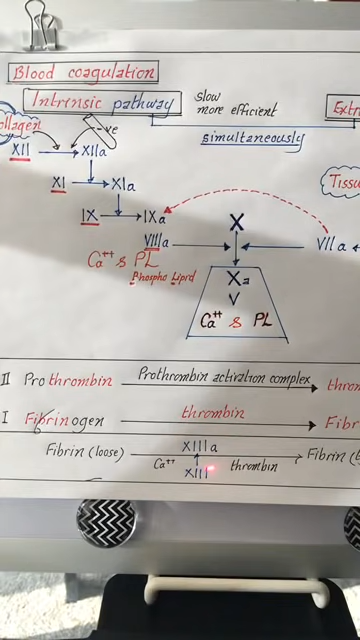 Blood coagulation
Intrinsic pathway
slow
more efficient
Extr
simultaneously
ollagen
-ve
XII → XIIa
Tissu
XI → XIa
IX → IXa
X
VIIIa
VIIa
Ca⁺⁺ & PL
Phospho Lipid
Xa
V
Ca⁺⁺ & PL
II Prothrombin Prothrombin activation complex throm
I Fibrinogen thrombin Fibr
XIIIa
Fibrin (loose) Fibrin (t
Ca⁺⁺ thrombin
XIII